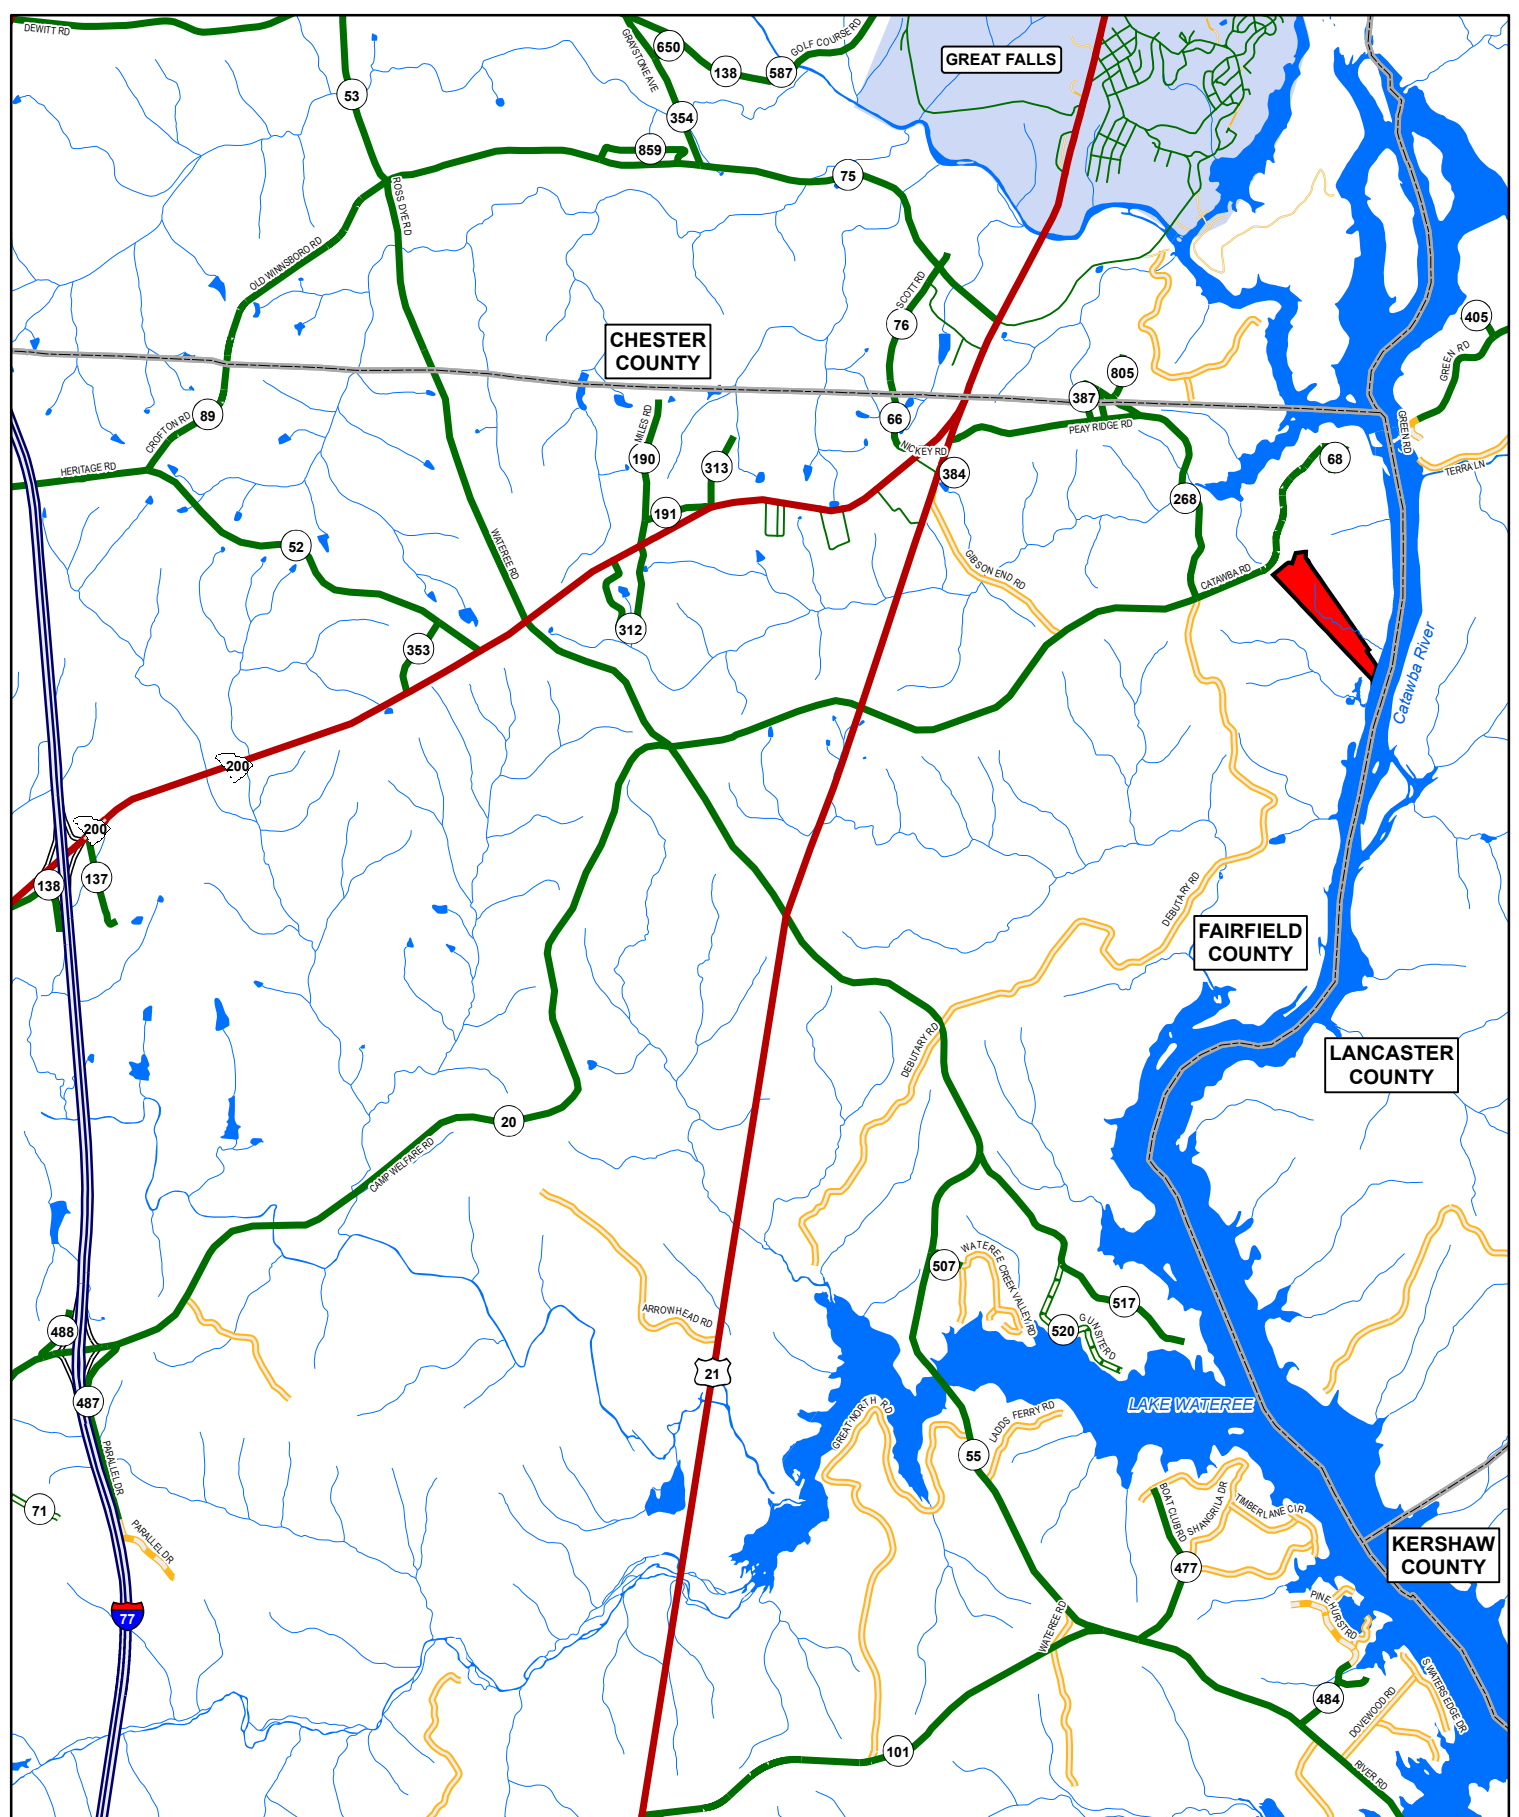 DEWITT RD
53
GRAYSTONE AVE
650
138
587
GOLF COURSE RD
GREAT FALLS
354
859
75
ROSS DYE RD
OLD WINNSBORO RD
SCOTT RD
76
CHESTER
COUNTY
405
GREEN RD
805
387
89
CROFTON RD
MILES RD
66
NICKEY RD
PEAY RIDGE RD
GREEN RD
HERITAGE RD
190
313
384
68
TERRA LN
268
191
52
WATEREE RD
GIBSON END RD
CATAWBA RD
312
353
Catawba River
200
200
138
137
DEBUTARY RD
FAIRFIELD
COUNTY
DEBUTARY RD
LANCASTER
COUNTY
20
CAMP WELFARE RD
507
WATEREE CREEK VALLEY RD
517
ARROWHEAD RD
520
GUNSITE RD
488
21
487
LAKE WATEREE
GREAT NORTH RD
LADDS FERRY RD
55
PARALLEL DR
71
BOAT CLUB RD
SHANGRILA DR
TIMBERLANE CIR
PARALLEL DR
KERSHAW
COUNTY
477
77
PINEHURST RD
WATEREE RD
S WATERS EDGE DR
484
DOVEWOOD RD
101
RIVER RD